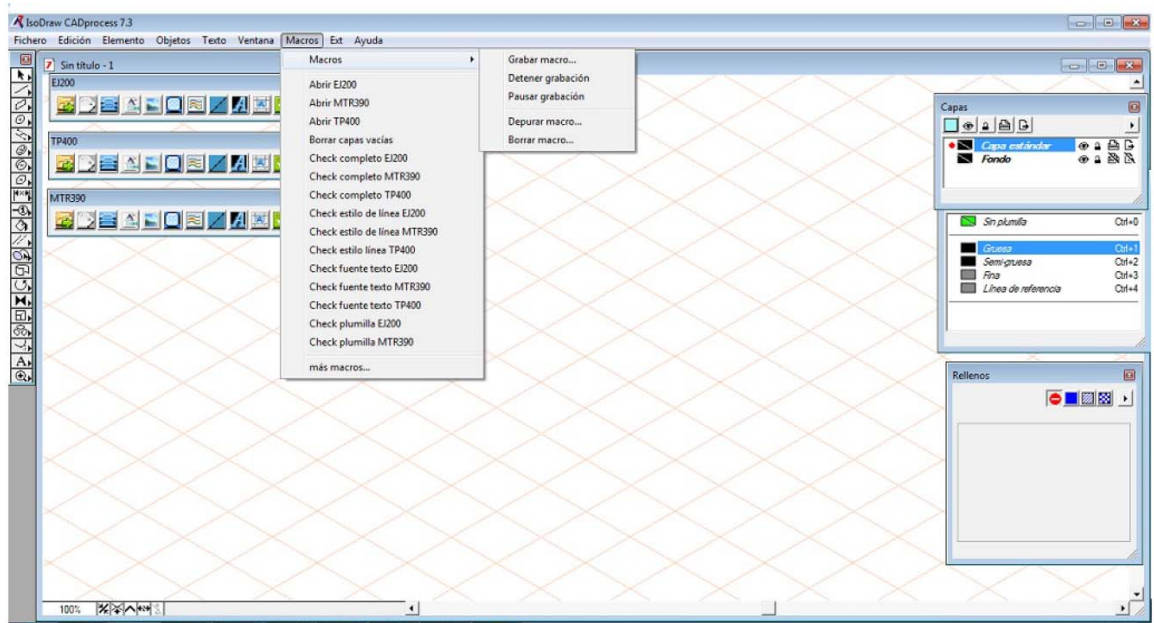 IsoDraw CADprocess 7.3
Fichero Edición Elemento Objetos Texto Ventana Macros Ext Ayuda
Sin título - 1
EJ200
TP400
MTR390
Macros
Abrir EJ200
Abrir MTR390
Abrir TP400
Borrar capas vacías
Check completo EJ200
Check completo MTR390
Check completo TP400
Check estilo de línea EJ200
Check estilo de línea MTR390
Check estilo línea TP400
Check fuente texto EJ200
Check fuente texto MTR390
Check fuente texto TP400
Check plumilla EJ200
Check plumilla MTR390
más macros...
Grabar macro...
Detener grabación
Pausar grabación
Depurar macro...
Borrar macro...
Capas
Capa estándar
Fondo
Sin plumilla Ctrl+0
Gruesa Ctrl+1
Semi-gruesa Ctrl+2
Fina Ctrl+3
Línea de referencia Ctrl+4
Rellenos
100%